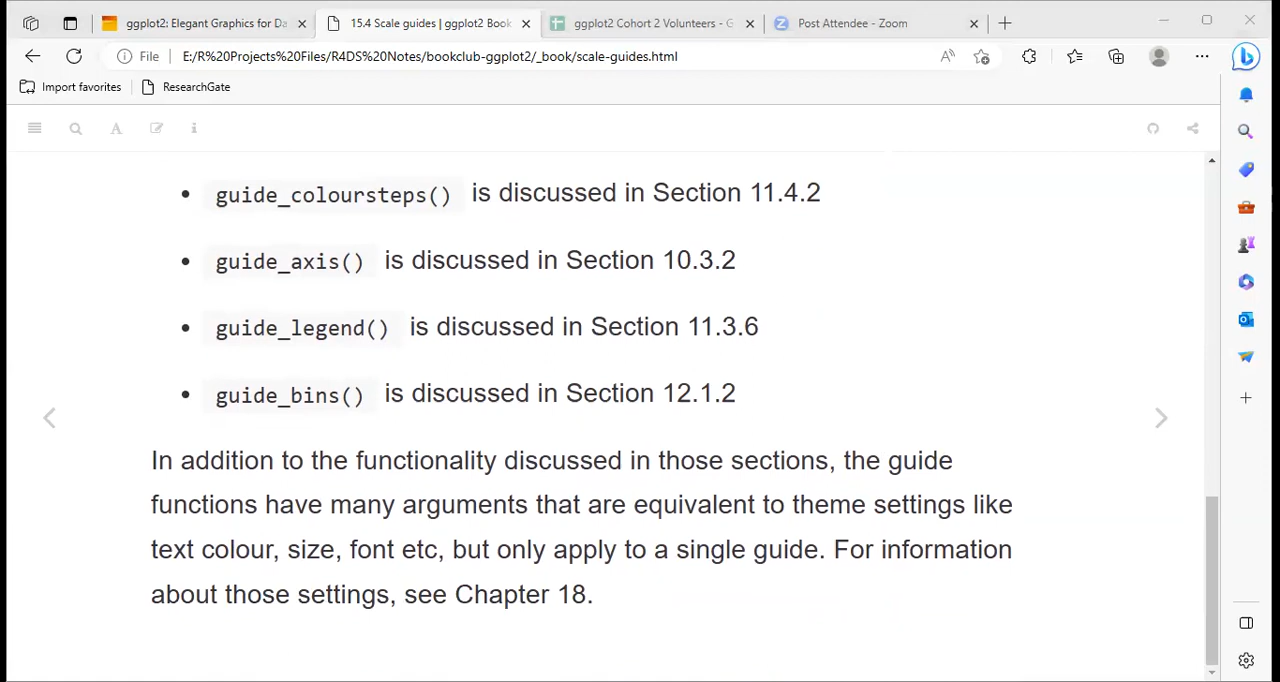 ggplot2: Elegant Graphics for Da
15.4 Scale guides | ggplot2 Book
ggplot2 Cohort 2 Volunteers - G
Post Attendee - Zoom
File
E:/R%20Projects%20Files/R4DS%20Notes/bookclub-ggplot2/_book/scale-guides.html
Import favorites
ResearchGate
• guide_coloursteps() is discussed in Section 11.4.2
• guide_axis() is discussed in Section 10.3.2
• guide_legend() is discussed in Section 11.3.6
• guide_bins() is discussed in Section 12.1.2
In addition to the functionality discussed in those sections, the guide
functions have many arguments that are equivalent to theme settings like
text colour, size, font etc, but only apply to a single guide. For information
about those settings, see Chapter 18.